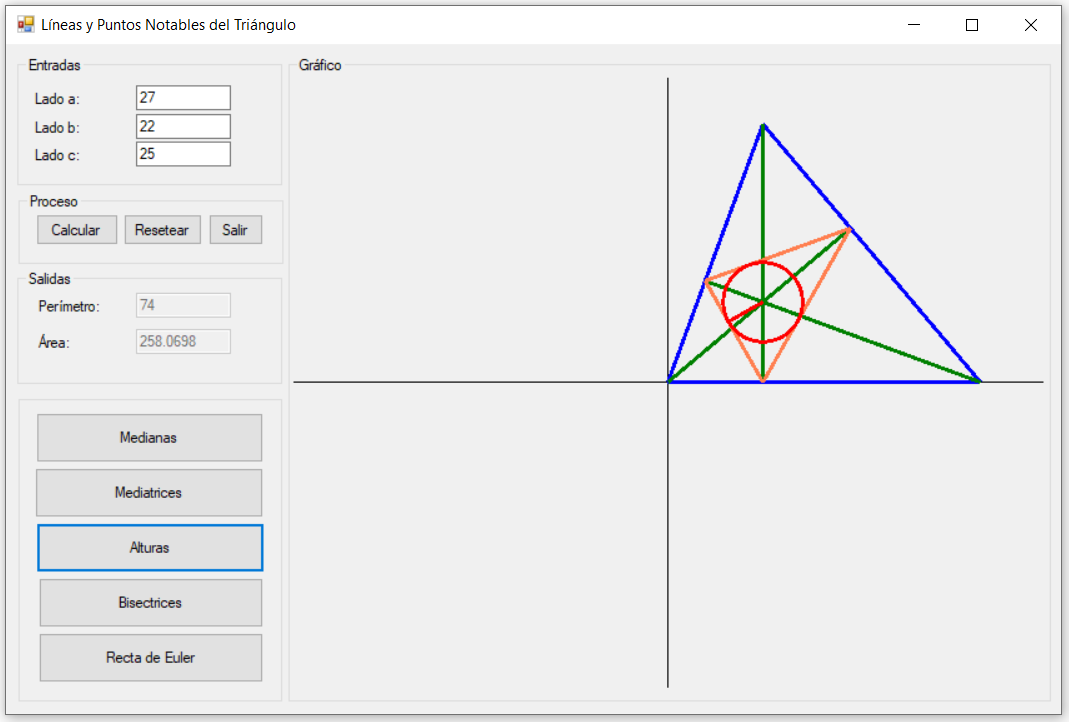 Líneas y Puntos Notables del Triángulo
Entradas
Lado a: 27
Lado b: 22
Lado c: 25
Proceso
Calcular Resetear Salir
Salidas
Perímetro: 74
Área: 258.0698
Medianas
Mediatrices
Alturas
Bisectrices
Recta de Euler
Gráfico